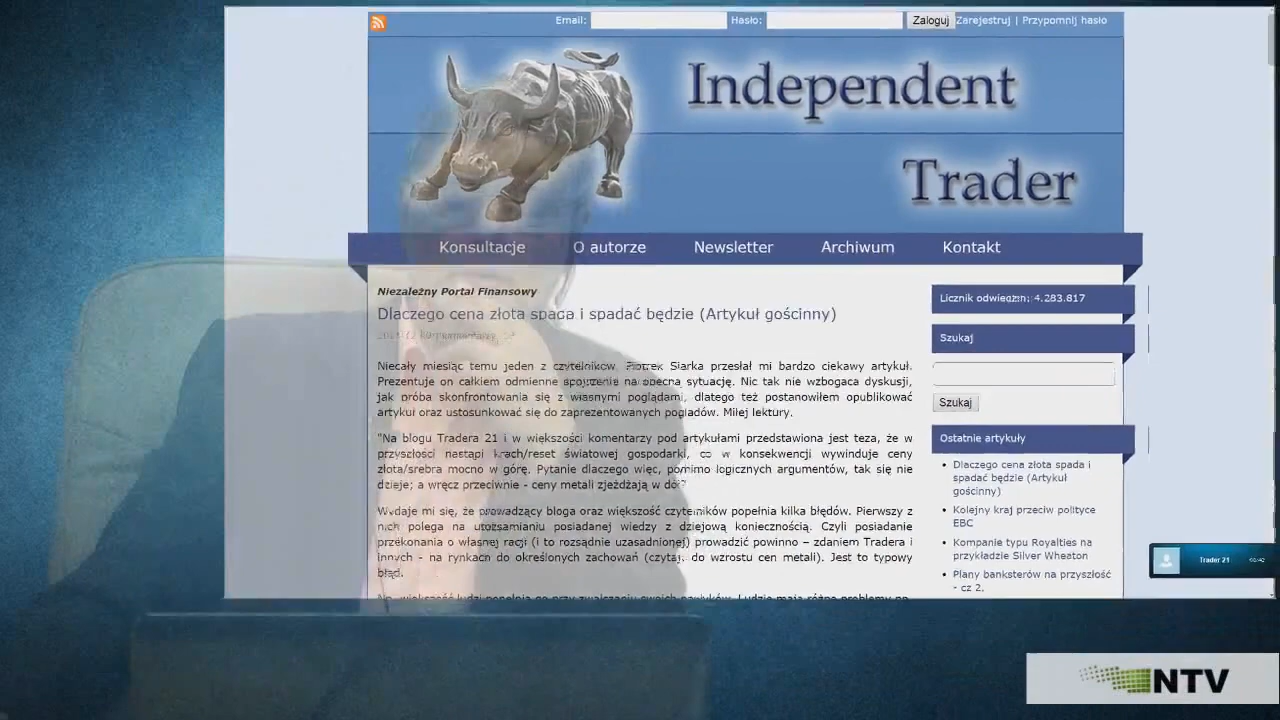 Email:
Hasło:
Zaloguj
Zarejestruj | Przypomnij hasło
Independent
Trader
Konsultacje
O autorze
Newsletter
Archiwum
Kontakt
Niezależny Portal Finansowy
Dlaczego cena złota spada i spadać będzie (Artykuł gościnny)
Niecały miesiąc temu jeden z czytelników, Piotrek Siarka przesłał mi bardzo ciekawy artykuł.
Prezentuje on całkiem odmienne spojrzenie na obecną sytuację. Nic tak nie wzbogaca dyskusji,
jak próba skonfrontowania się z własnymi poglądami, dlatego też postanowiłem opublikować
artykuł oraz ustosunkować się do zaprezentowanych poglądów. Miłej lektury.
"Na blogu Tradera 21 i w większości komentarzy pod artykułami przedstawiona jest teza, że w
przyszłości nastąpi krach/reset światowej gospodarki, co w konsekwencji wywinduje ceny
złota/srebra mocno w górę. Pytanie dlaczego więc, pomimo logicznych argumentów, tak się nie
dzieje; a wręcz przeciwnie - ceny metali zjeżdżają w dół?
Wydaje mi się, że prowadzący bloga oraz większość czytelników popełnia kilka błędów. Pierwszy z
nich polega na utożsamianiu posiadanej wiedzy z dziejową koniecznością. Czyli posiadanie
przekonania o własnej racji (i to rozsądnie uzasadnionej) prowadzić powinno – zdaniem Tradera i
innych - na rynkach do określonych zachowań (czytaj: do wzrostu cen metali). Jest to typowy
błąd.
Licznik odwiedzin: 4.283.817
Szukaj
Szukaj
Ostatnie artykuły
Dlaczego cena złota spada i
spadać będzie (Artykuł
gościnny)
Kolejny kraj przeciw polityce
EBC
Kompanie typu Royalties na
przykładzie Silver Wheaton
Plany banksterów na przyszłość
- cz 2.
Trader 21
NTV